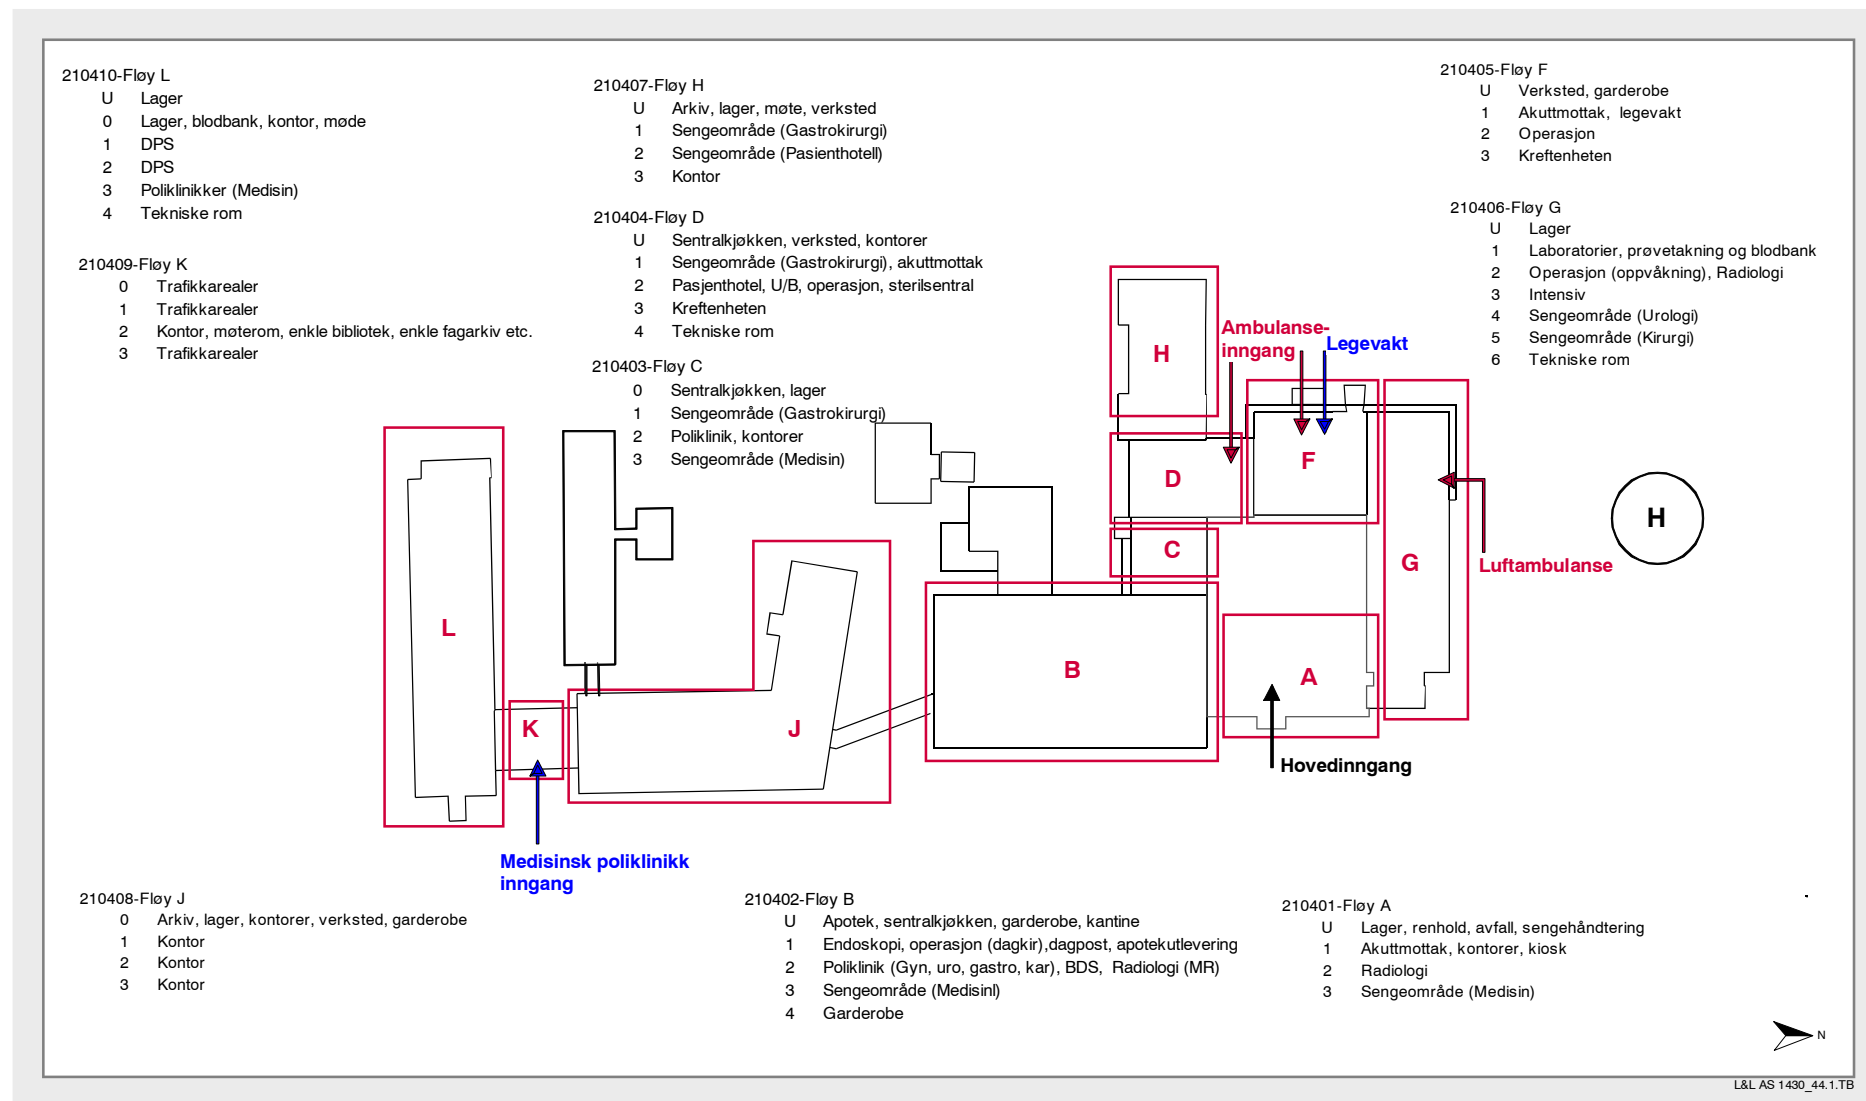 210410-Fløy L
U Lager
0 Lager, blodbank, kontor, møde
1 DPS
2 DPS
3 Poliklinikker (Medisin)
4 Tekniske rom
210409-Fløy K
0 Trafikkarealer
1 Trafikkarealer
2 Kontor, møterom, enkle bibliotek, enkle fagarkiv etc.
3 Trafikkarealer
210407-Fløy H
U Arkiv, lager, møte, verksted
1 Sengeområde (Gastrokirurgi)
2 Sengeområde (Pasienthotell)
3 Kontor
210404-Fløy D
U Sentralkjøkken, verksted, kontorer
1 Sengeområde (Gastrokirurgi), akuttmottak
2 Pasjenthotel, U/B, operasjon, sterilsentral
3 Kreftenheten
4 Tekniske rom
210403-Fløy C
0 Sentralkjøkken, lager
1 Sengeområde (Gastrokirurgi)
2 Poliklinik, kontorer
3 Sengeområde (Medisin)
210405-Fløy F
U Verksted, garderobe
1 Akuttmottak, legevakt
2 Operasjon
3 Kreftenheten
210406-Fløy G
U Lager
1 Laboratorier, prøvetakning og blodbank
2 Operasjon (oppvåkning), Radiologi
3 Intensiv
4 Sengeområde (Urologi)
5 Sengeområde (Kirurgi)
6 Tekniske rom
Ambulanse-
inngang
Legevakt
H
D
F
C
G
H
Luftambulanse
L
B
A
K
J
Hovedinngang
Medisinsk poliklinikk
inngang
210408-Fløy J
0 Arkiv, lager, kontorer, verksted, garderobe
1 Kontor
2 Kontor
3 Kontor
210402-Fløy B
U Apotek, sentralkjøkken, garderobe, kantine
1 Endoskopi, operasjon (dagkir),dagpost, apotekutlevering
2 Poliklinik (Gyn, uro, gastro, kar), BDS, Radiologi (MR)
3 Sengeområde (Medisinl)
4 Garderobe
210401-Fløy A
U Lager, renhold, avfall, sengehåndtering
1 Akuttmottak, kontorer, kiosk
2 Radiologi
3 Sengeområde (Medisin)
N
L&L AS 1430_44.1.TB